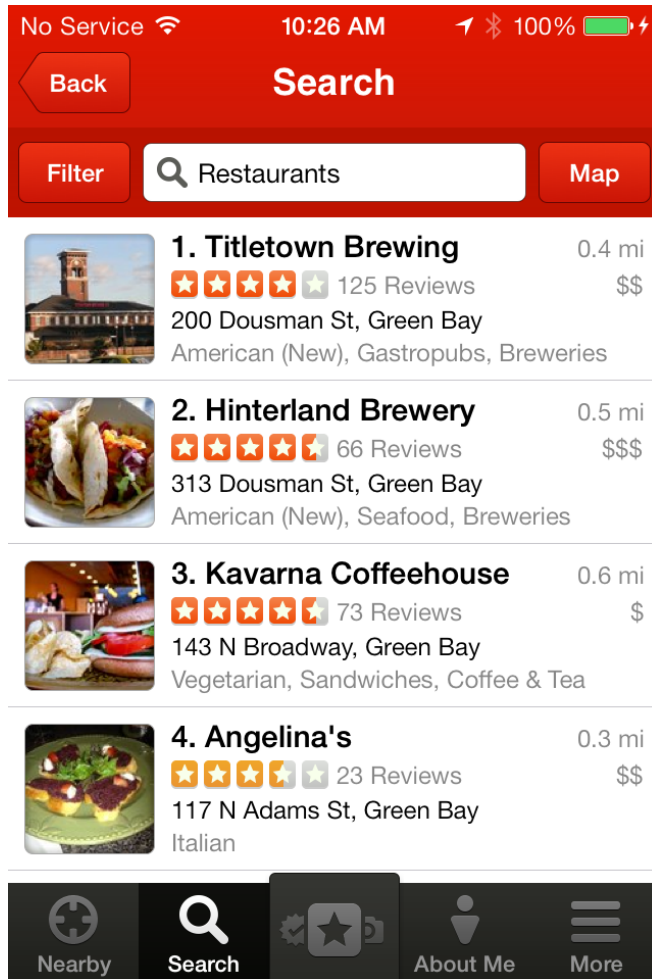 No Service 10:26 AM 100%
Back Search
Filter Restaurants Map
1. Titletown Brewing 0.4 mi
125 Reviews $$
200 Dousman St, Green Bay
American (New), Gastropubs, Breweries
2. Hinterland Brewery 0.5 mi
66 Reviews $$$
313 Dousman St, Green Bay
American (New), Seafood, Breweries
3. Kavarna Coffeehouse 0.6 mi
73 Reviews $
143 N Broadway, Green Bay
Vegetarian, Sandwiches, Coffee & Tea
4. Angelina's 0.3 mi
23 Reviews $$
117 N Adams St, Green Bay
Italian
Nearby Search About Me More